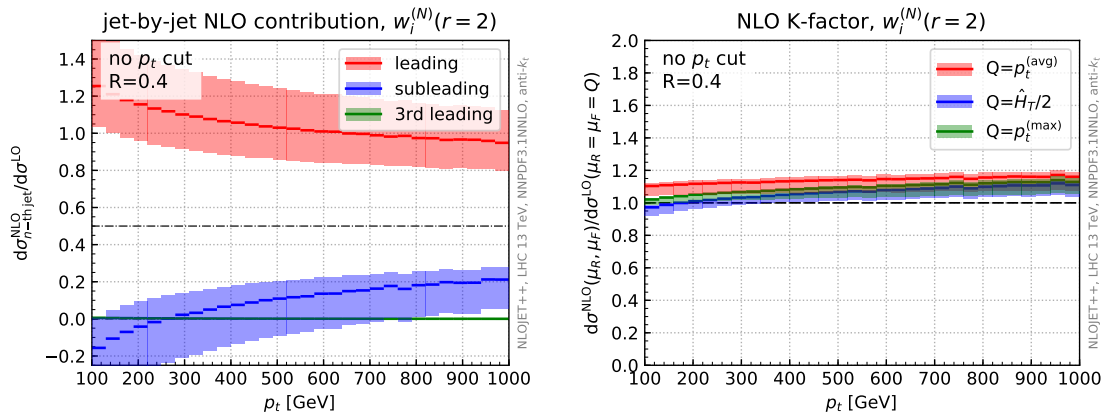 jet-by-jet NLO contribution, w_i^{(N)}(r = 2)
dσ^{NLO}_{n−th jet}/dσ^{LO}
1.4
1.2
1.0
0.8
0.6
0.4
0.2
0.0
−0.2
no p_t cut
R=0.4
leading
subleading
3rd leading
100 200 300 400 500 600 700 800 900 1000
p_t [GeV]
NLOJET++, LHC 13 TeV, NNPDF3.1NNLO, anti-k_t
NLO K-factor, w_i^{(N)}(r = 2)
dσ^{NLO}(μ_R, μ_F)/dσ^{LO}(μ_R = μ_F = Q)
2.0
1.8
1.6
1.4
1.2
1.0
0.8
0.6
0.4
0.2
0.0
no p_t cut
R=0.4
Q=p_t^{(avg)}
Q=Ĥ_T/2
Q=p_t^{(max)}
100 200 300 400 500 600 700 800 900 1000
p_t [GeV]
NLOJET++, LHC 13 TeV, NNPDF3.1NNLO, anti-k_t